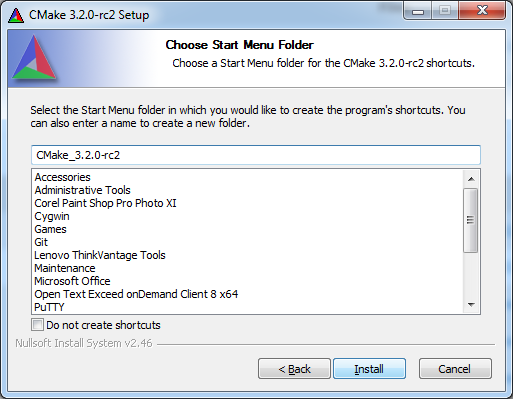 CMake 3.2.0-rc2 Setup
Choose Start Menu Folder
Choose a Start Menu folder for the CMake 3.2.0-rc2 shortcuts.
Select the Start Menu folder in which you would like to create the program's shortcuts. You
can also enter a name to create a new folder.
CMake_3.2.0-rc2
Accessories
Administrative Tools
Corel Paint Shop Pro Photo XI
Cygwin
Games
Git
Lenovo ThinkVantage Tools
Maintenance
Microsoft Office
Open Text Exceed onDemand Client 8 x64
PuTTY
Do not create shortcuts
Nullsoft Install System v2.46
< Back
Install
Cancel